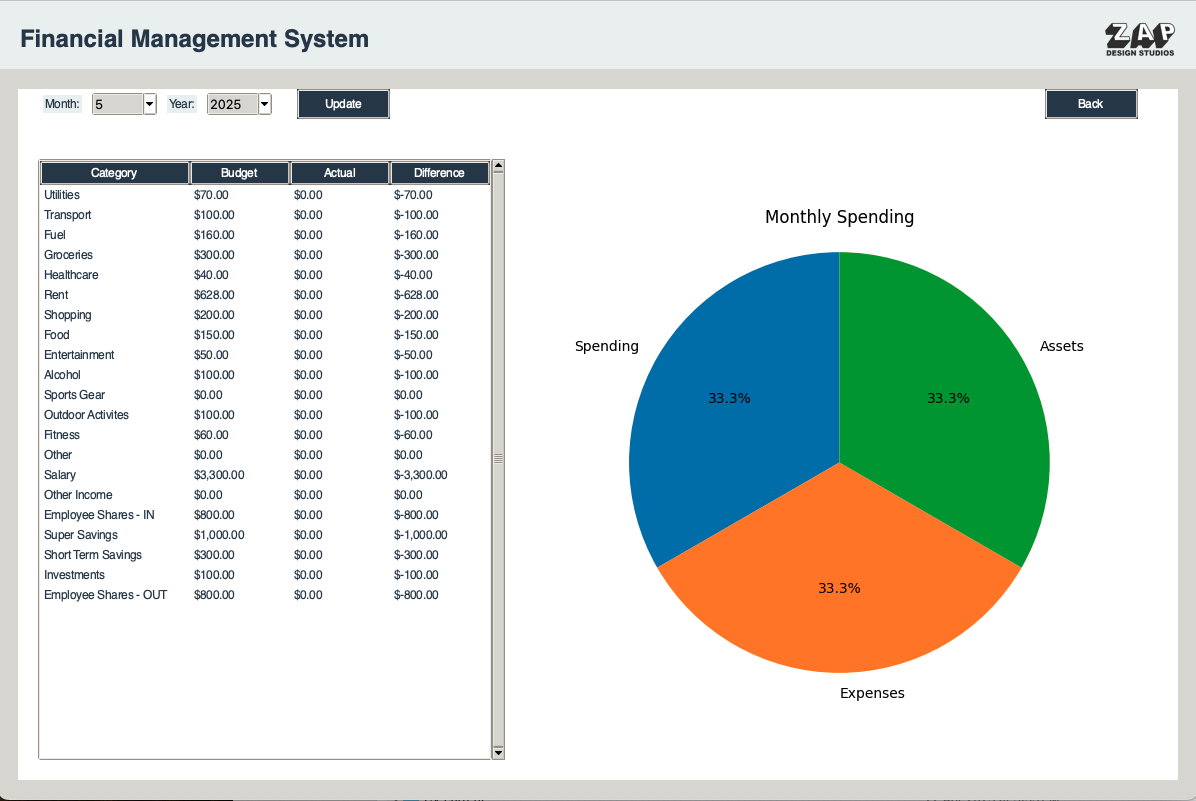 Financial Management System
ZAP
DESIGN STUDIOS
Month: 5 Year: 2025 Update Back
Category Budget Actual Difference
Utilities $70.00 $0.00 $-70.00
Transport $100.00 $0.00 $-100.00
Fuel $160.00 $0.00 $-160.00
Groceries $300.00 $0.00 $-300.00
Healthcare $40.00 $0.00 $-40.00
Rent $628.00 $0.00 $-628.00
Shopping $200.00 $0.00 $-200.00
Food $150.00 $0.00 $-150.00
Entertainment $50.00 $0.00 $-50.00
Alcohol $100.00 $0.00 $-100.00
Sports Gear $0.00 $0.00 $0.00
Outdoor Activites $100.00 $0.00 $-100.00
Fitness $60.00 $0.00 $-60.00
Other $0.00 $0.00 $0.00
Salary $3,300.00 $0.00 $-3,300.00
Other Income $0.00 $0.00 $0.00
Employee Shares - IN $800.00 $0.00 $-800.00
Super Savings $1,000.00 $0.00 $-1,000.00
Short Term Savings $300.00 $0.00 $-300.00
Investments $100.00 $0.00 $-100.00
Employee Shares - OUT $800.00 $0.00 $-800.00
Monthly Spending
Spending
Assets
33.3%
33.3%
33.3%
Expenses